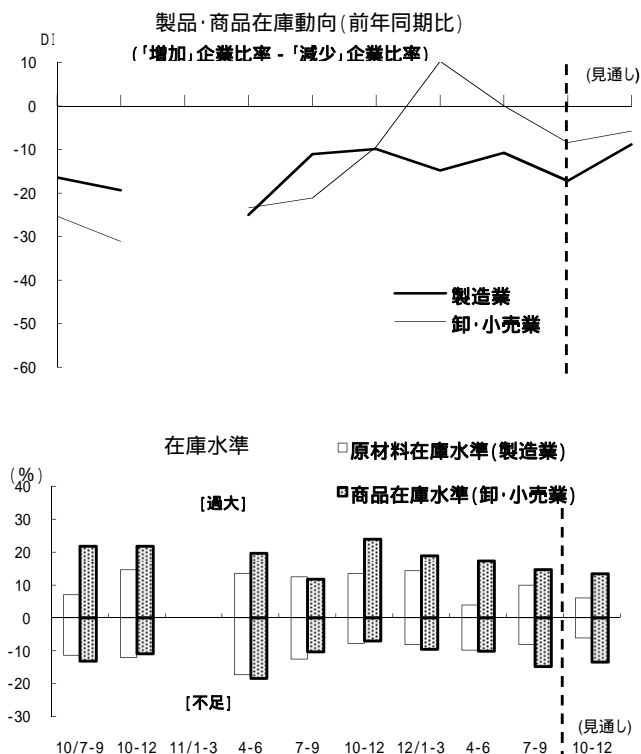 製品・商品在庫動向(前年同期比)
DI
(「増加」企業比率 - 「減少」企業比率)
10
(見通し)
0
-10
-20
-30
-40
-50
-60
製造業
卸・小売業
在庫水準
(%)
□原材料在庫水準(製造業)
商品在庫水準(卸・小売業)
40
[過大]
30
20
10
0
-10
-20
[不足]
-30
(見通し)
10/7-9 10-12 11/1-3 4-6 7-9 10-12 12/1-3 4-6 7-9 10-12